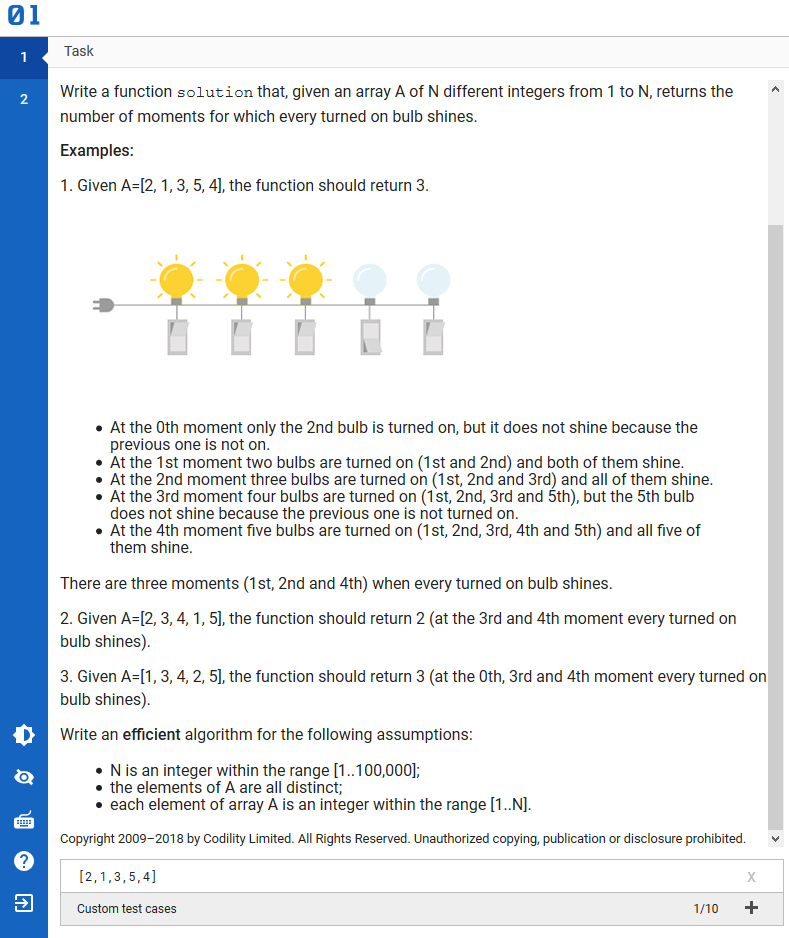 01
1
Task
2
Write a function solution that, given an array A of N different integers from 1 to N, returns the
number of moments for which every turned on bulb shines.
Examples:
1. Given A=[2, 1, 3, 5, 4], the function should return 3.
• At the 0th moment only the 2nd bulb is turned on, but it does not shine because the
previous one is not on.
• At the 1st moment two bulbs are turned on (1st and 2nd) and both of them shine.
• At the 2nd moment three bulbs are turned on (1st, 2nd and 3rd) and all of them shine.
• At the 3rd moment four bulbs are turned on (1st, 2nd, 3rd and 5th), but the 5th bulb
does not shine because the previous one is not turned on.
• At the 4th moment five bulbs are turned on (1st, 2nd, 3rd, 4th and 5th) and all five of
them shine.
There are three moments (1st, 2nd and 4th) when every turned on bulb shines.
2. Given A=[2, 3, 4, 1, 5], the function should return 2 (at the 3rd and 4th moment every turned on
bulb shines).
3. Given A=[1, 3, 4, 2, 5], the function should return 3 (at the 0th, 3rd and 4th moment every turned on
bulb shines).
Write an efficient algorithm for the following assumptions:
• N is an integer within the range [1..100,000];
• the elements of A are all distinct;
• each element of array A is an integer within the range [1..N].
Copyright 2009–2018 by Codility Limited. All Rights Reserved. Unauthorized copying, publication or disclosure prohibited.
[2,1,3,5,4] x
Custom test cases 1/10 +
?